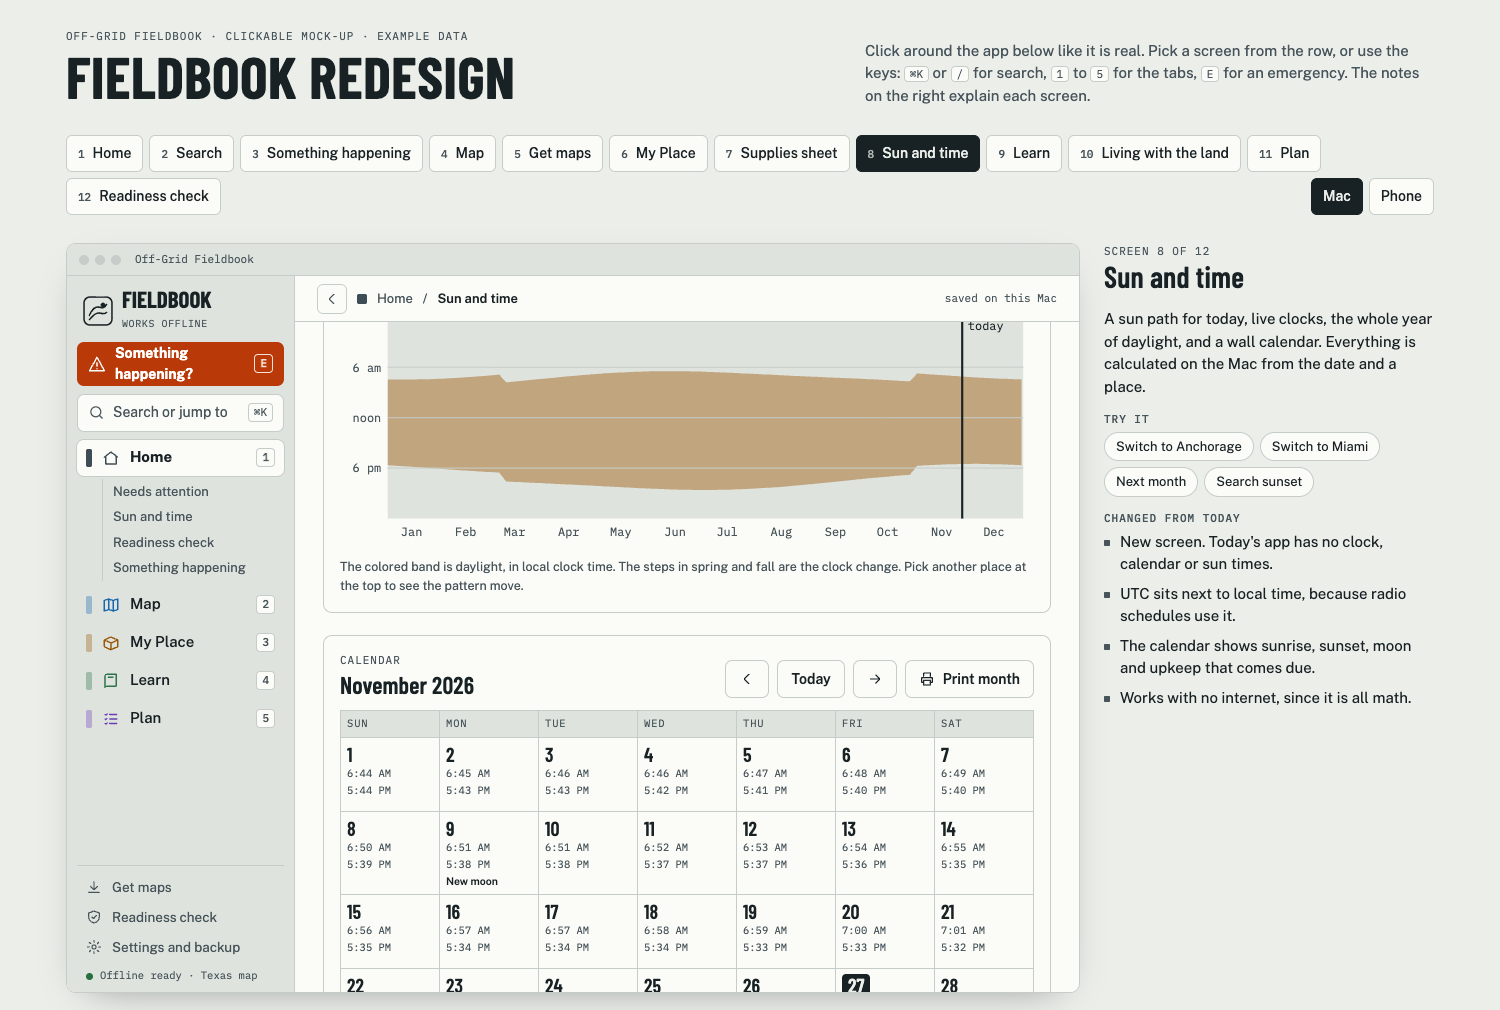 OFF-GRID FIELDBOOK · CLICKABLE MOCK-UP · EXAMPLE DATA
FIELDBOOK REDESIGN
Click around the app below like it is real. Pick a screen from the row, or use the
keys: ⌘K or / for search, 1 to 5 for the tabs, E for an emergency. The notes
on the right explain each screen.
1 Home
2 Search
3 Something happening
4 Map
5 Get maps
6 My Place
7 Supplies sheet
8 Sun and time
9 Learn
10 Living with the land
11 Plan
12 Readiness check
Mac
Phone
Off-Grid Fieldbook
FIELDBOOK
WORKS OFFLINE
Something
happening?
E
Search or jump to ⌘K
Home 1
Needs attention
Sun and time
Readiness check
Something happening
Map 2
My Place 3
Learn 4
Plan 5
Get maps
Readiness check
Settings and backup
Offline ready · Texas map
Home / Sun and time
saved on this Mac
today
6 am
noon
6 pm
Jan Feb Mar Apr May Jun Jul Aug Sep Oct Nov Dec
The colored band is daylight, in local clock time. The steps in spring and fall are the clock change. Pick another place at
the top to see the pattern move.
CALENDAR
November 2026
Today
Print month
SUN MON TUE WED THU FRI SAT
1 2 3 4 5 6 7
6:44 AM 6:45 AM 6:46 AM 6:46 AM 6:47 AM 6:48 AM 6:49 AM
5:44 PM 5:43 PM 5:43 PM 5:42 PM 5:41 PM 5:40 PM 5:40 PM
8 9 10 11 12 13 14
6:50 AM 6:51 AM 6:51 AM 6:52 AM 6:53 AM 6:54 AM 6:55 AM
5:39 PM 5:38 PM 5:38 PM 5:37 PM 5:37 PM 5:36 PM 5:35 PM
New moon
15 16 17 18 19 20 21
6:56 AM 6:57 AM 6:57 AM 6:58 AM 6:59 AM 7:00 AM 7:01 AM
5:35 PM 5:34 PM 5:34 PM 5:34 PM 5:33 PM 5:33 PM 5:32 PM
22 23 24 25 26 27 28
SCREEN 8 OF 12
Sun and time
A sun path for today, live clocks, the whole year
of daylight, and a wall calendar. Everything is
calculated on the Mac from the date and a
place.
TRY IT
Switch to Anchorage
Switch to Miami
Next month
Search sunset
CHANGED FROM TODAY
New screen. Today's app has no clock,
calendar or sun times.
UTC sits next to local time, because radio
schedules use it.
The calendar shows sunrise, sunset, moon
and upkeep that comes due.
Works with no internet, since it is all math.